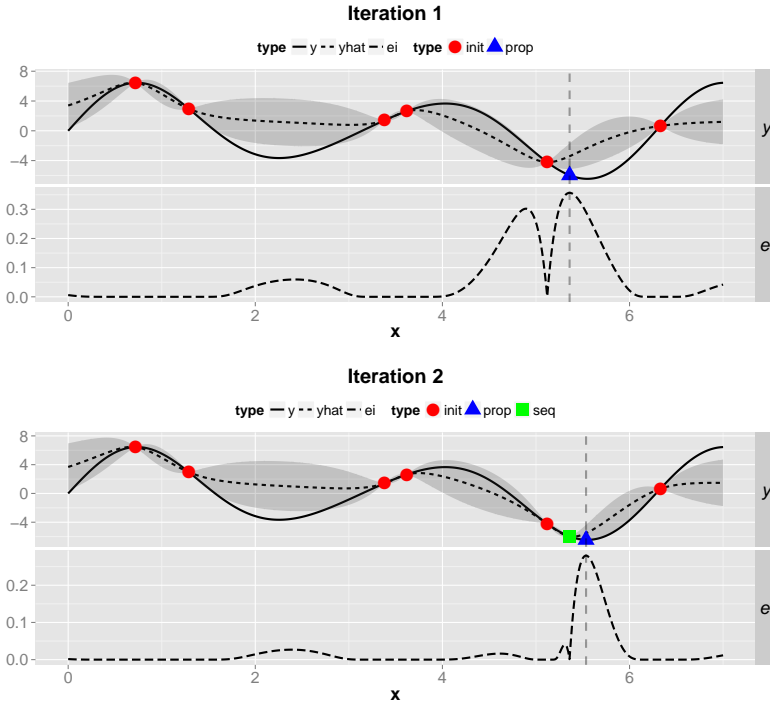 Iteration 1
type y yhat ei type init prop
8
4
0
−4
y
0.3
0.2
0.1
0.0
e
0 2 4 6
x
Iteration 2
type y yhat ei type init prop seq
8
4
0
−4
y
0.2
0.1
0.0
e
0 2 4 6
x